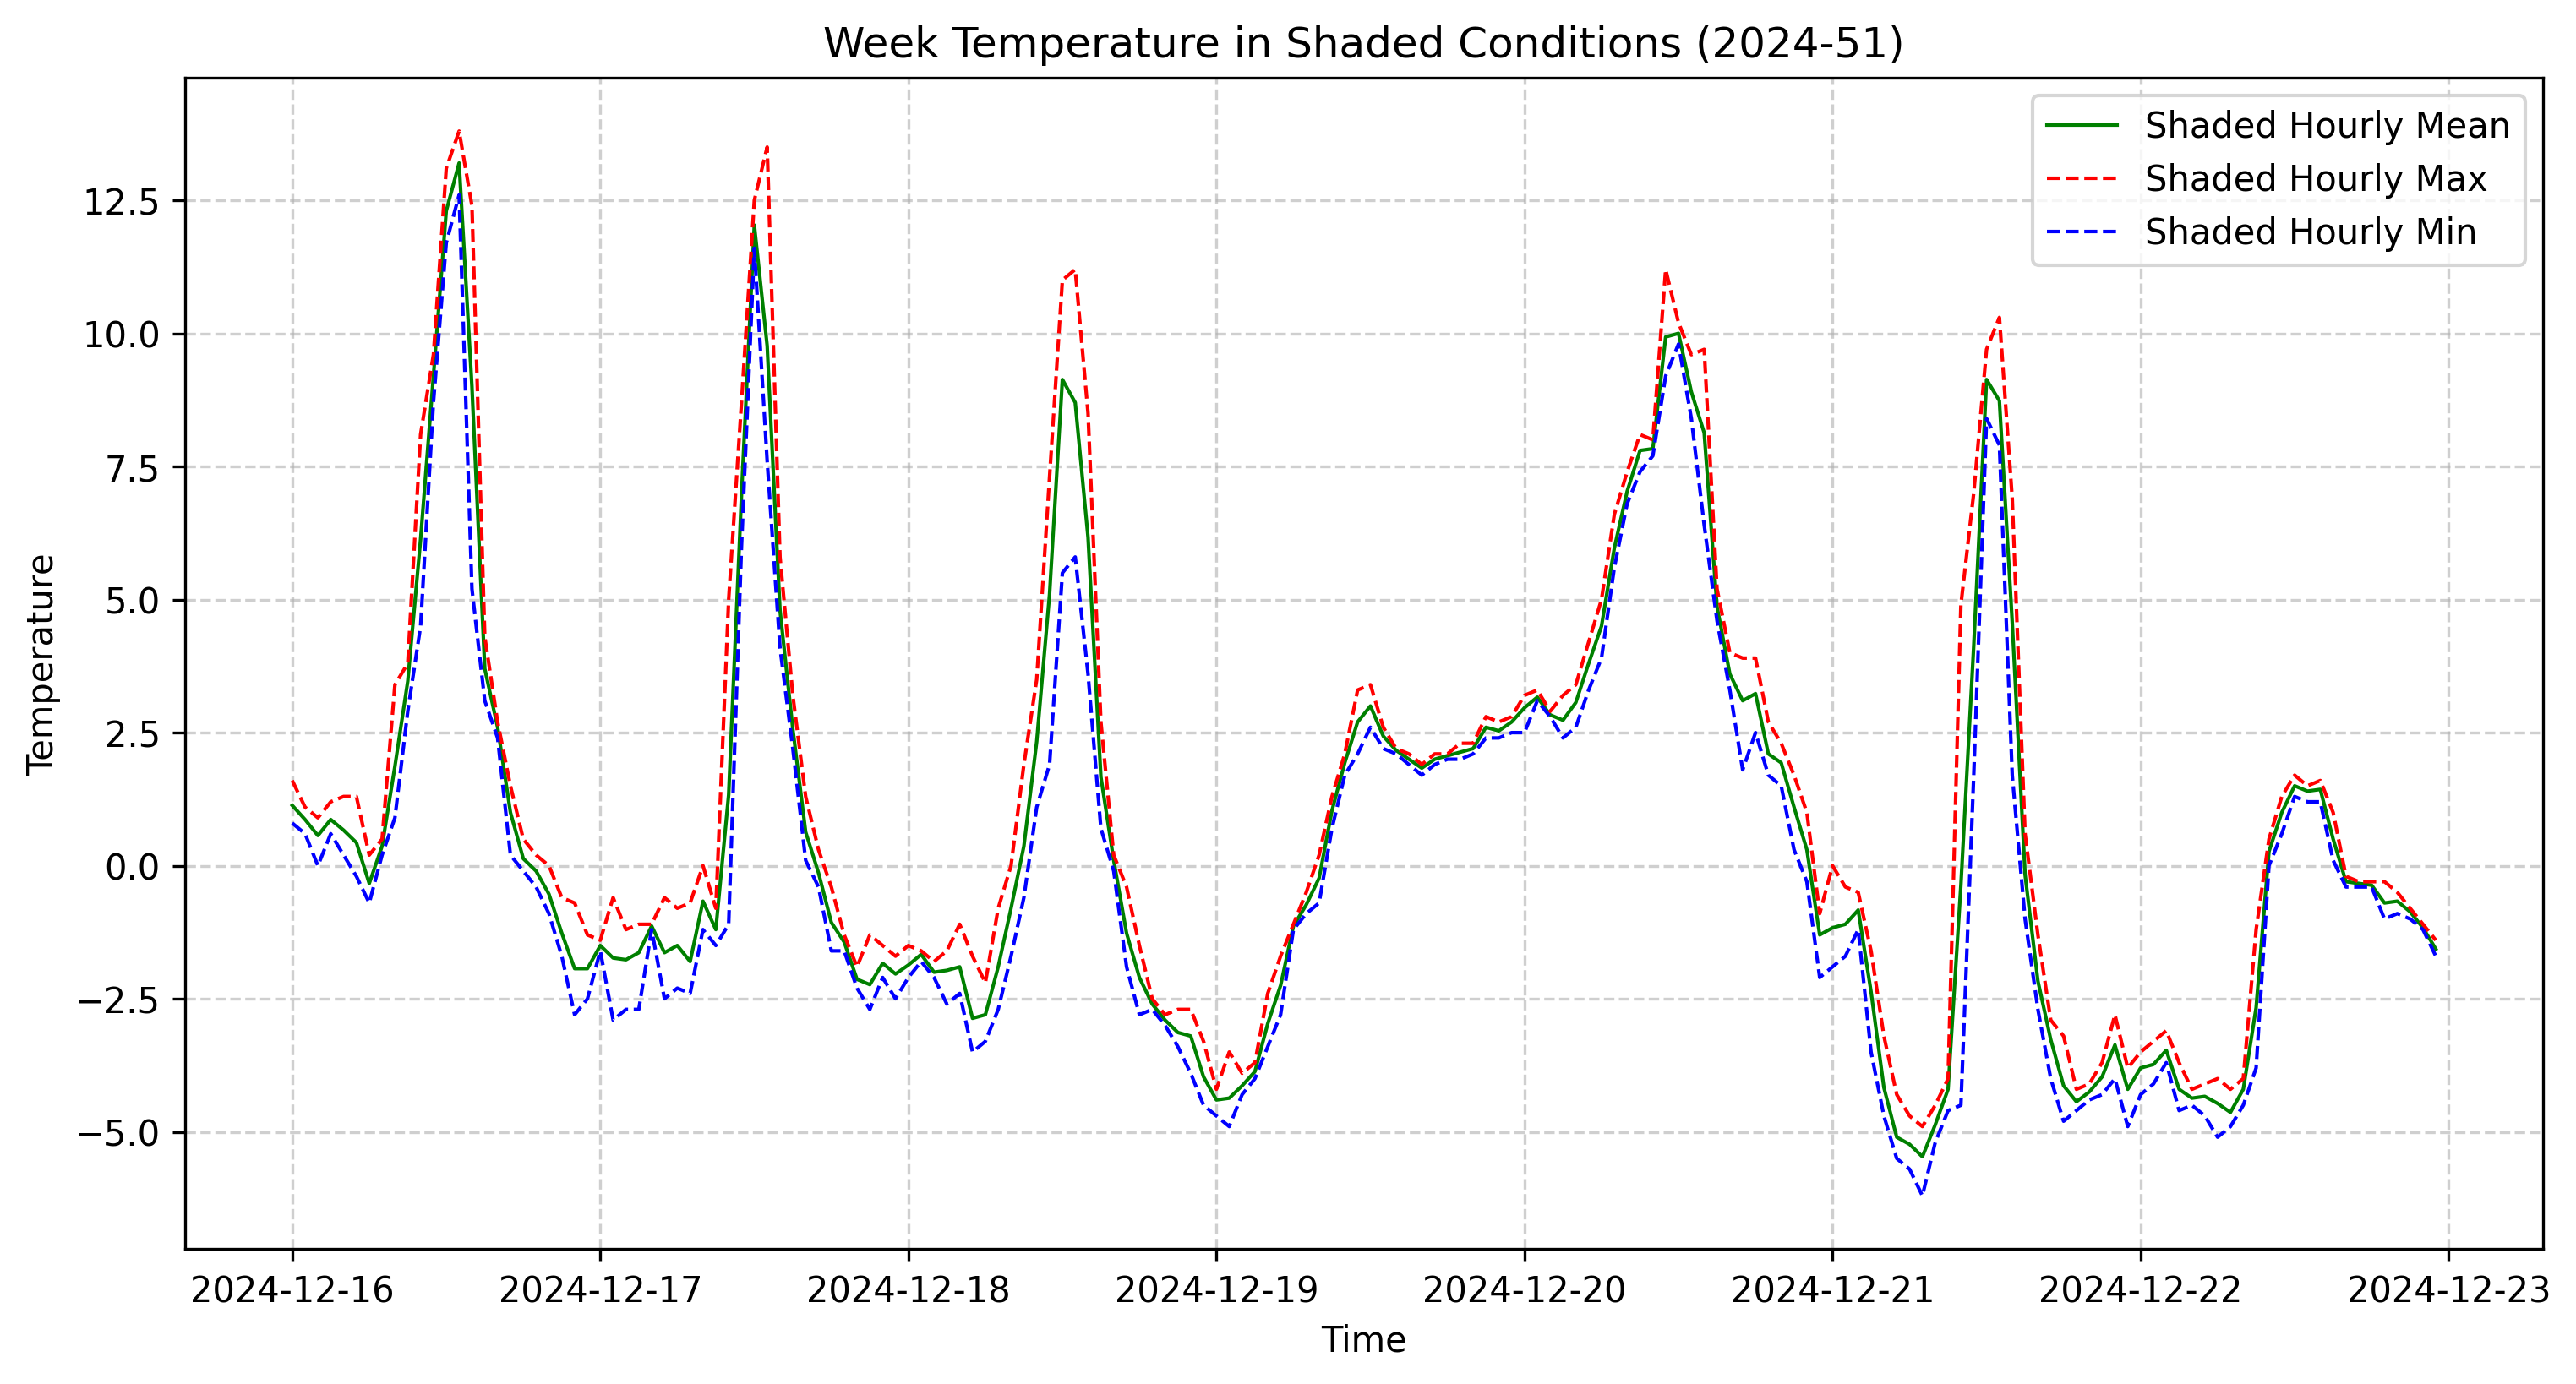 Week Temperature in Shaded Conditions (2024-51)
Shaded Hourly Mean
Shaded Hourly Max
Shaded Hourly Min
Temperature
12.5
10.0
7.5
5.0
2.5
0.0
−2.5
−5.0
2024-12-16 2024-12-17 2024-12-18 2024-12-19 2024-12-20 2024-12-21 2024-12-22 2024-12-23
Time